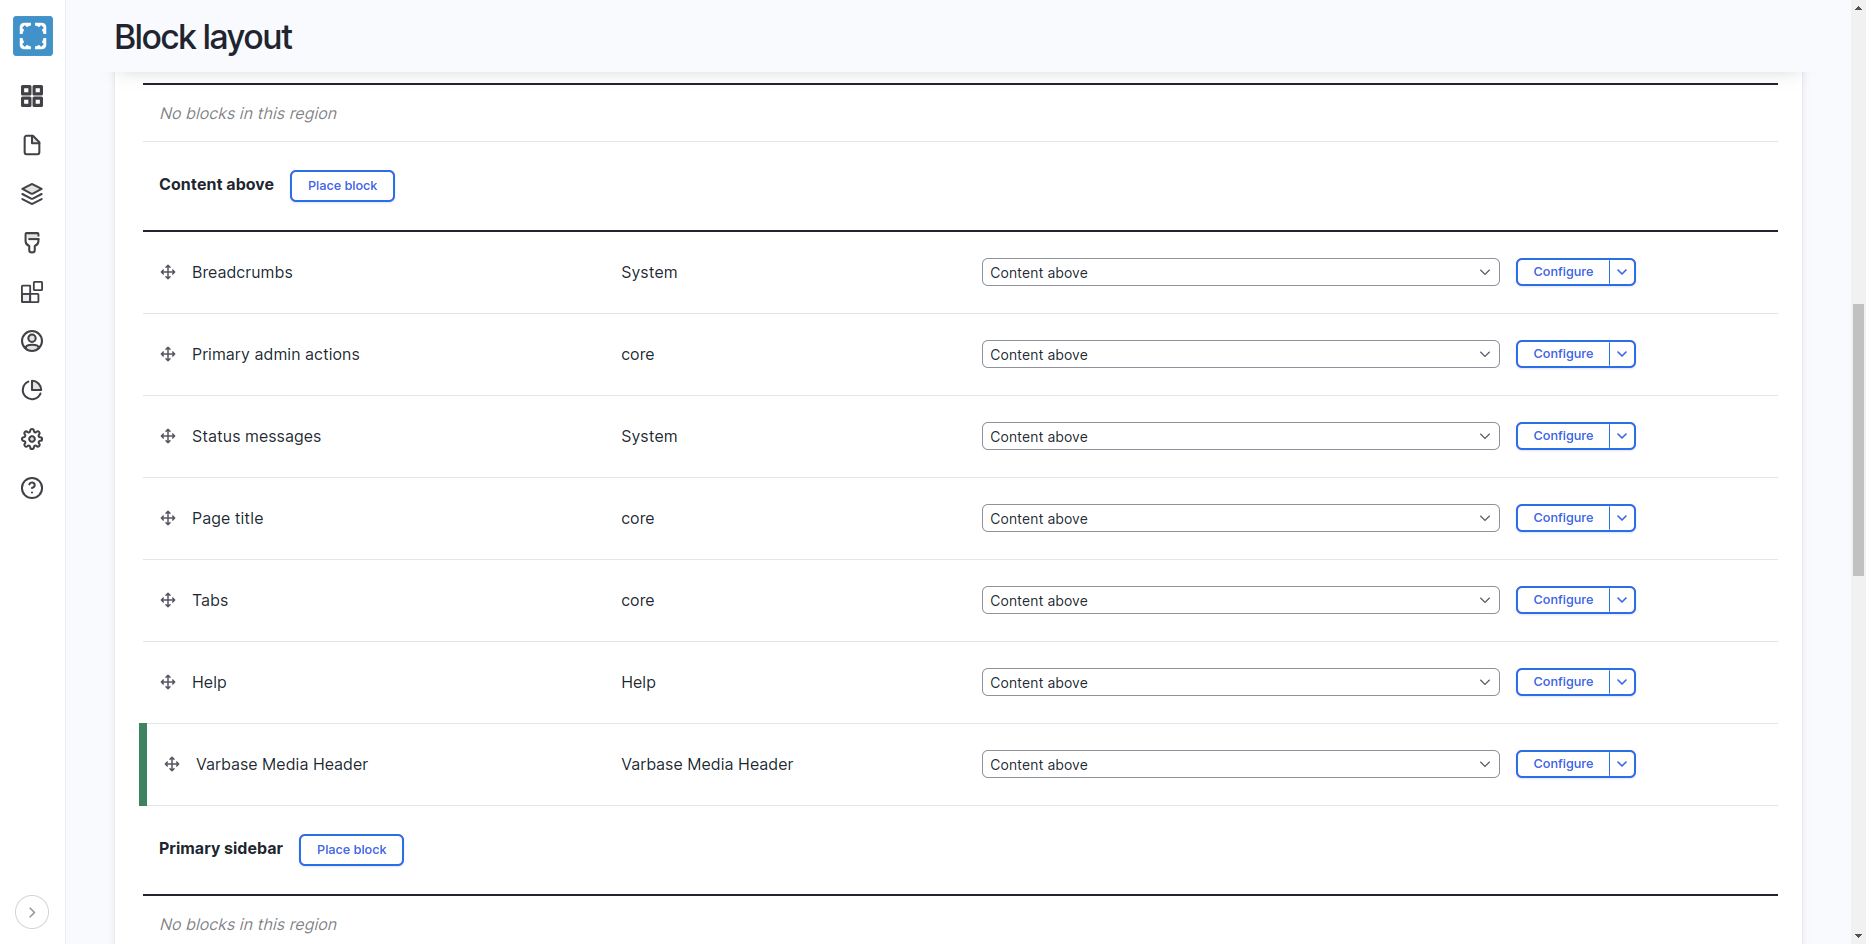 Block layout
No blocks in this region
Content above Place block
Breadcrumbs System Content above Configure
Primary admin actions core Content above Configure
Status messages System Content above Configure
Page title core Content above Configure
Tabs core Content above Configure
Help Help Content above Configure
Varbase Media Header Varbase Media Header Content above Configure
Primary sidebar Place block
No blocks in this region